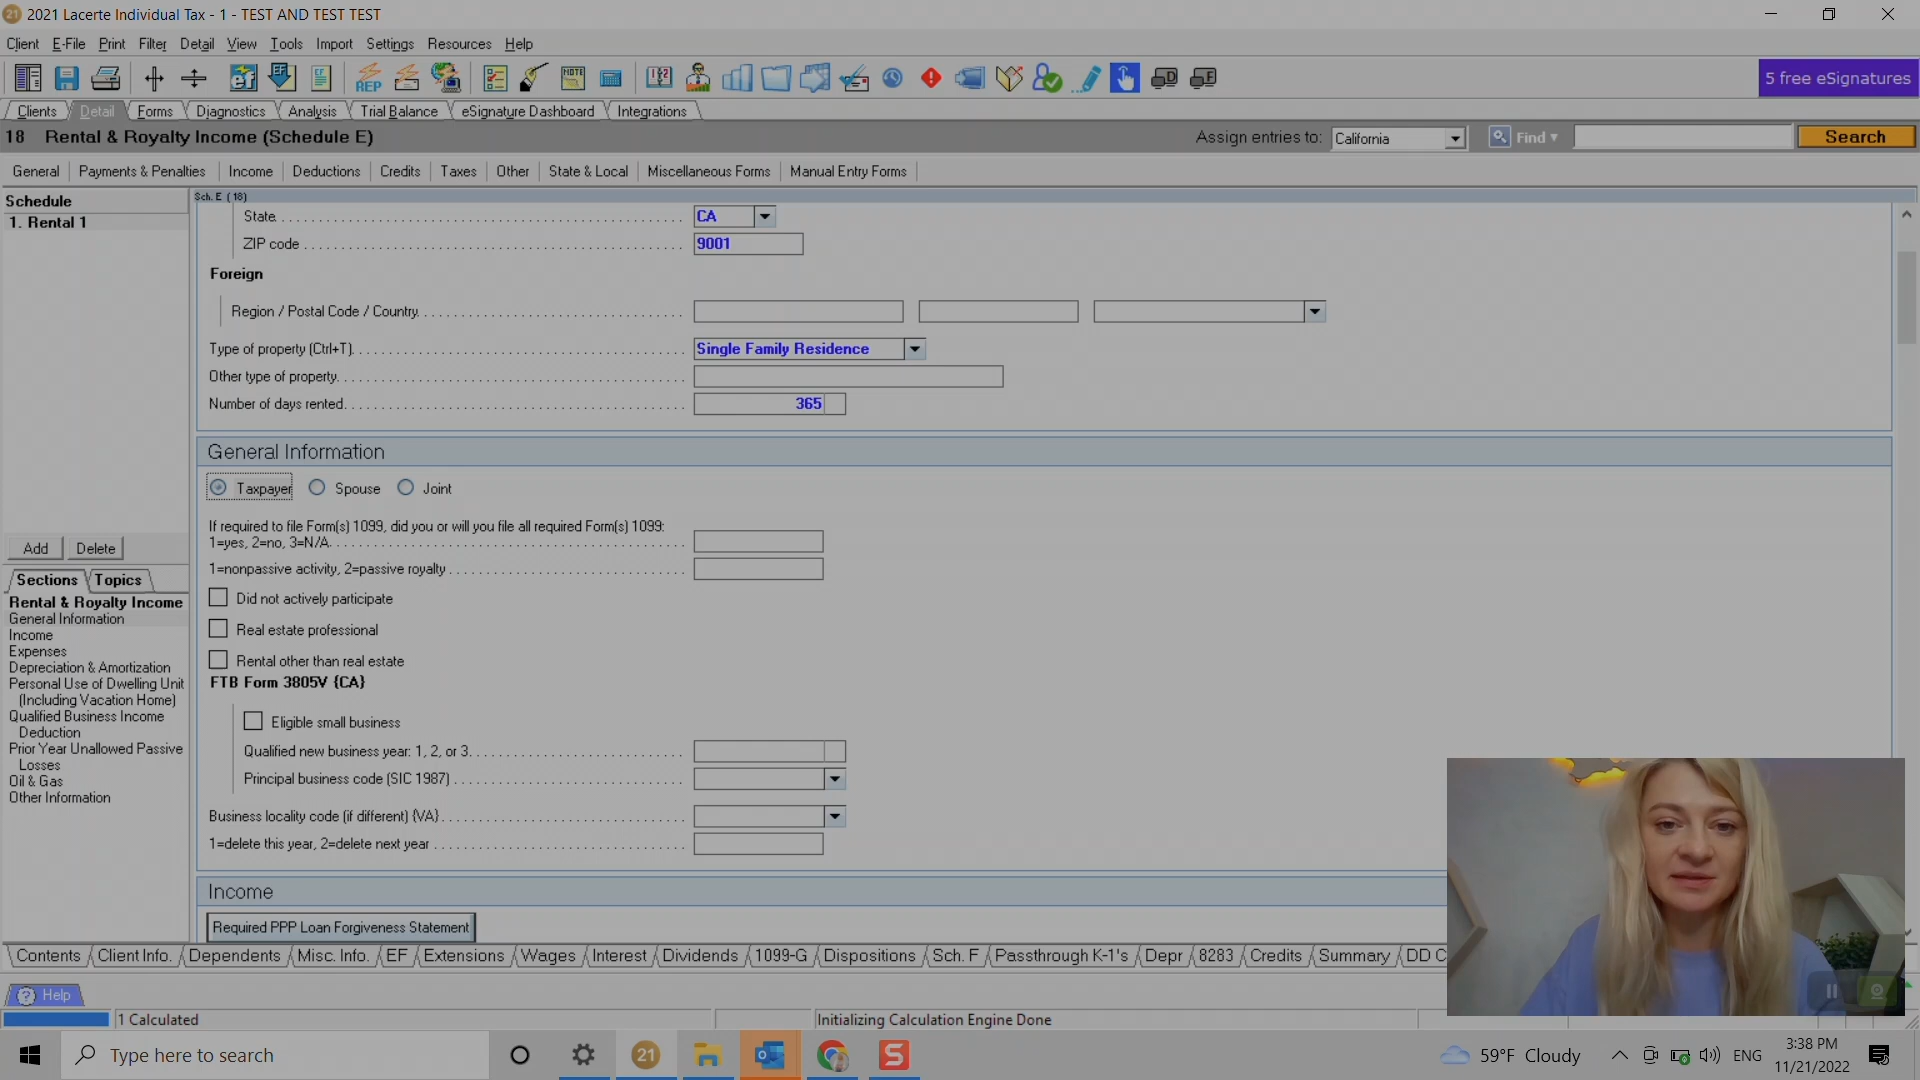 21 2021 Lacerte Individual Tax - 1 - TEST AND TEST TEST
Client E-File Print Filter Detail View Tools Import Settings Resources Help
5 free eSignatures
Clients Detail Forms Diagnostics Analysis Trial Balance eSignature Dashboard Integrations
18 Rental & Royalty Income (Schedule E) Assign entries to: California Find Search
General Payments & Penalties Income Deductions Credits Taxes Other State & Local Miscellaneous Forms Manual Entry Forms
Schedule
1. Rental 1
Add Delete
Sections Topics
Rental & Royalty Income
General Information
Income
Expenses
Depreciation & Amortization
Personal Use of Dwelling Unit
(Including Vacation Home)
Qualified Business Income
Deduction
Prior Year Unallowed Passive
Losses
Oil & Gas
Other Information
Sch. E (18)
State CA
ZIP code 9001
Foreign
Region / Postal Code / Country
Type of property (Ctrl+T) Single Family Residence
Other type of property
Number of days rented 365
General Information
Taxpayer Spouse Joint
If required to file Form(s) 1099, did you or will you file all required Form(s) 1099:
1=yes, 2=no, 3=N/A
1=nonpassive activity, 2=passive royalty
Did not actively participate
Real estate professional
Rental other than real estate
FTB Form 3805V {CA}
Eligible small business
Qualified new business year: 1, 2, or 3
Principal business code (SIC 1987)
Business locality code (if different) {VA}
1=delete this year, 2=delete next year
Income
Required PPP Loan Forgiveness Statement
Contents Client Info. Dependents Misc. Info. EF Extensions Wages Interest Dividends 1099-G Dispositions Sch. F Passthrough K-1's Depr 8283 Credits Summary DD C
? Help
1 Calculated Initializing Calculation Engine Done
Type here to search 21 S 59°F Cloudy ENG 3:38 PM
11/21/2022